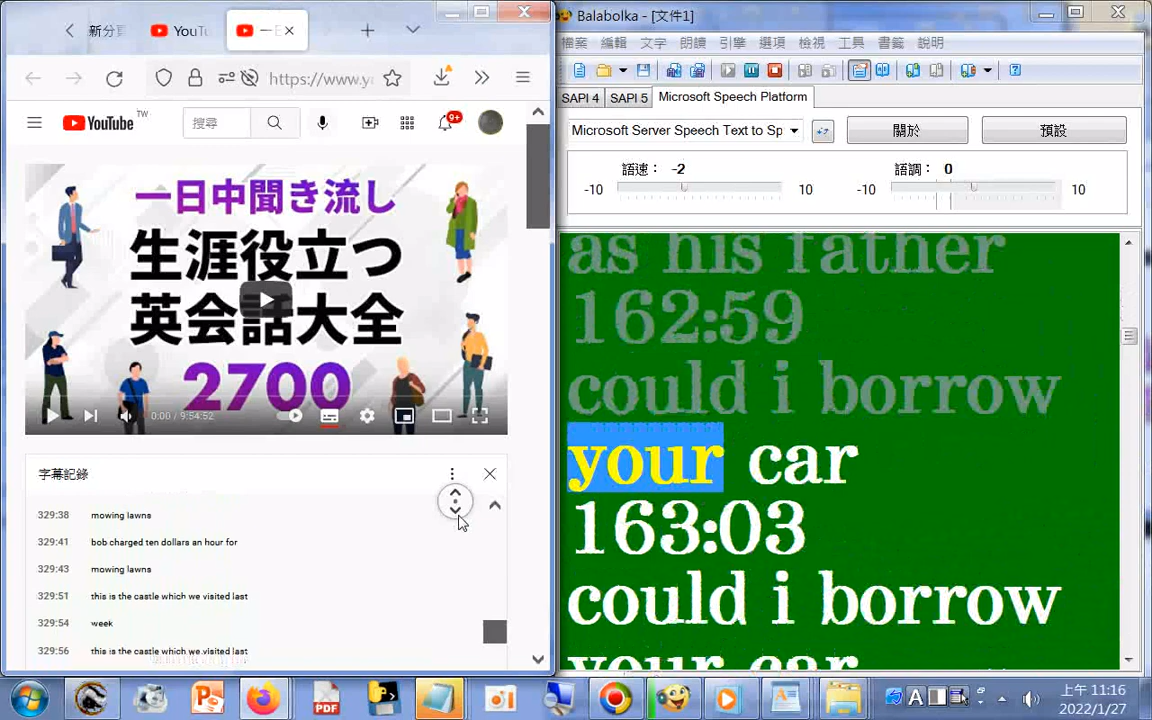 新分
YouTu
一E
https://www.y
YouTube
TW
搜尋
9+
一日中聞き流し
生涯役立つ
英会話大全
2700
0:00 / 9:54:52
字幕記錄
329:38 mowing lawns
329:41 bob charged ten dollars an hour for
329:43 mowing lawns
329:51 this is the castle which we visited last
329:54 week
329:56 this is the castle which we visited last
Balabolka - [文件1]
檔案 編輯 文字 朗讀 引擎 選項 檢視 工具 書籤 說明
SAPI 4 SAPI 5 Microsoft Speech Platform
Microsoft Server Speech Text to Sp
關於 預設
語速： -2 語調： 0
-10 10 -10 10
as his father
162:59
could i borrow
your car
163:03
could i borrow
your car
PDF
A
上午 11:16
2022/1/27